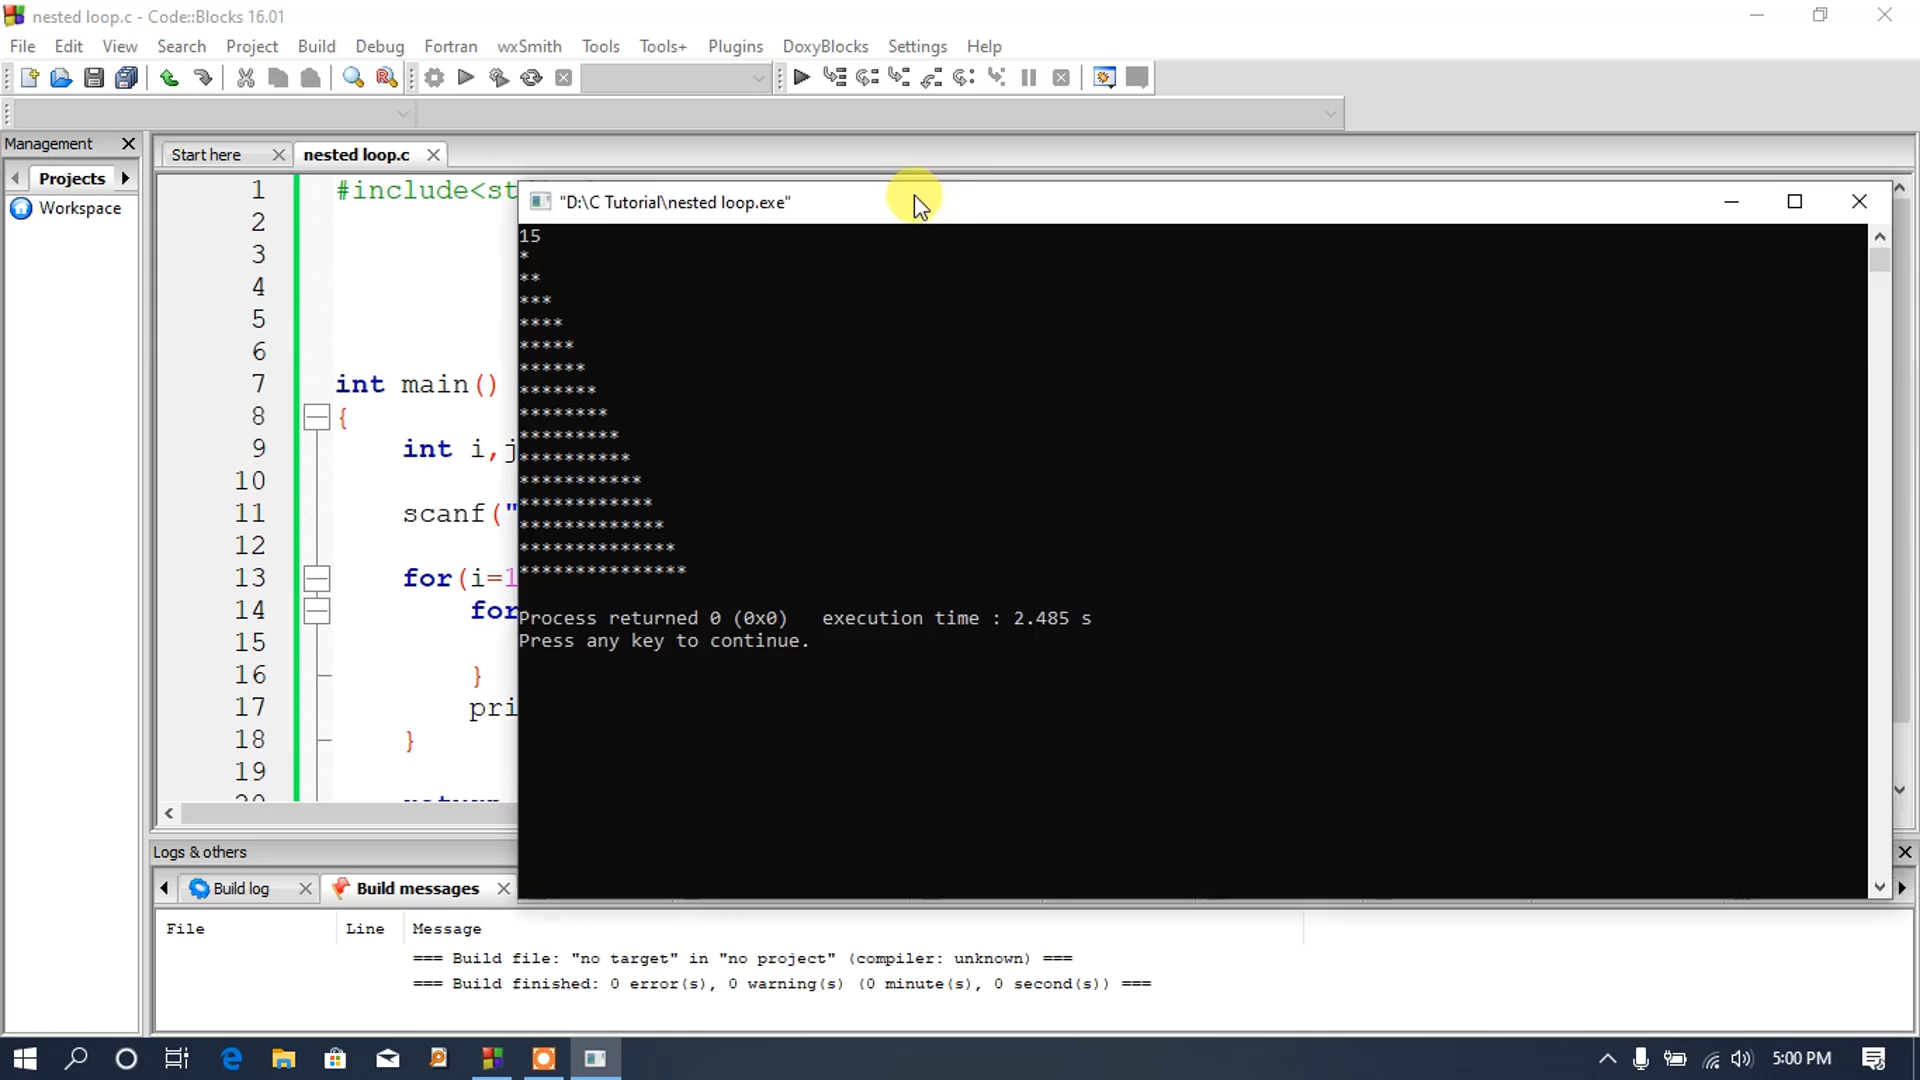 nested loop.c - Code::Blocks 16.01
File Edit View Search Project Build Debug Fortran wxSmith Tools Tools+ Plugins DoxyBlocks Settings Help
Management
Projects
Workspace
Start here nested loop.c
1 #include<st
2
3
4
5
6
7 int main()
8 {
9 int i,j
10
11 scanf("
12
13 for(i=1
14 for
15
16 }
17 pri
18 }
19
20 return
"D:\C Tutorial\nested loop.exe"
15
*
**
***
****
*****
******
*******
********
*********
**********
***********
************
*************
**************
***************
Process returned 0 (0x0) execution time : 2.485 s
Press any key to continue.
Logs & others
Build log Build messages
File Line Message
=== Build file: "no target" in "no project" (compiler: unknown) ===
=== Build finished: 0 error(s), 0 warning(s) (0 minute(s), 0 second(s)) ===
5:00 PM